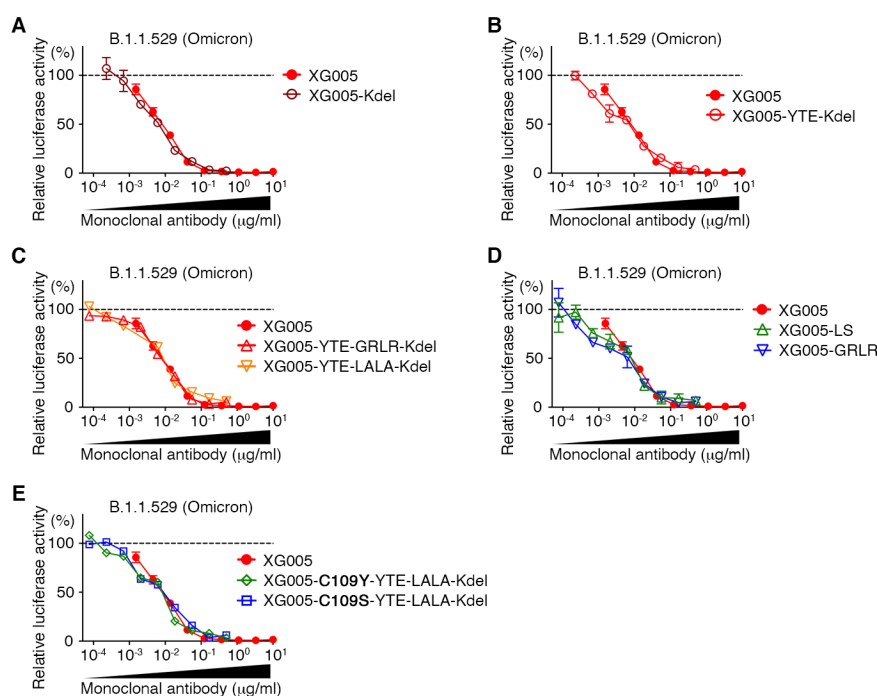 A
B.1.1.529 (Omicron)
(%)
Relative luciferase activity
100
50
0
XG005
XG005-Kdel
10-4 10-3 10-2 10-1 100 101
Monoclonal antibody (μg/ml)
B
B.1.1.529 (Omicron)
(%)
Relative luciferase activity
100
50
0
XG005
XG005-YTE-Kdel
10-4 10-3 10-2 10-1 100 101
Monoclonal antibody (μg/ml)
C
B.1.1.529 (Omicron)
(%)
Relative luciferase activity
100
50
0
XG005
XG005-YTE-GRLR-Kdel
XG005-YTE-LALA-Kdel
10-4 10-3 10-2 10-1 100 101
Monoclonal antibody (μg/ml)
D
B.1.1.529 (Omicron)
(%)
Relative luciferase activity
100
50
0
XG005
XG005-LS
XG005-GRLR
10-4 10-3 10-2 10-1 100 101
Monoclonal antibody (μg/ml)
E
B.1.1.529 (Omicron)
(%)
Relative luciferase activity
100
50
0
XG005
XG005-C109Y-YTE-LALA-Kdel
XG005-C109S-YTE-LALA-Kdel
10-4 10-3 10-2 10-1 100 101
Monoclonal antibody (μg/ml)